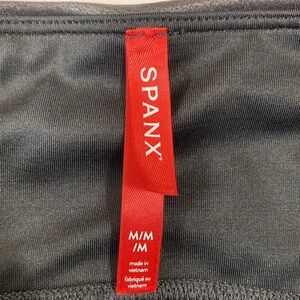 SPANX
M/M
/M
made in
vietnam
fabriqué au
vietnam